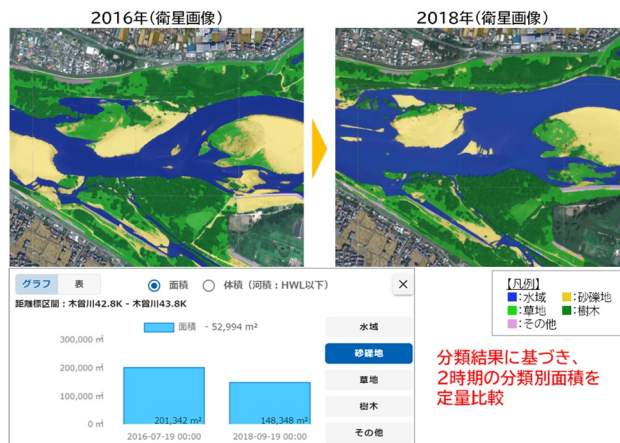 2016年(衛星画像)
2018年(衛星画像)
グラフ
表
面積
体積（河積：HWL以下）
×
距離標区間：木曽川42.8K - 木曽川43.8K
面積 - 52,994 m²
300,000 ㎡
200,000 ㎡
100,000 ㎡
0 ㎡
201,342 m²
148,348 m²
2016-07-19 00:00
2018-09-19 00:00
水域
砂礫地
草地
樹木
その他
【凡例】
:水域 :砂礫地
:草地 :樹木
:その他
分類結果に基づき、
２時期の分類別面積を
定量比較